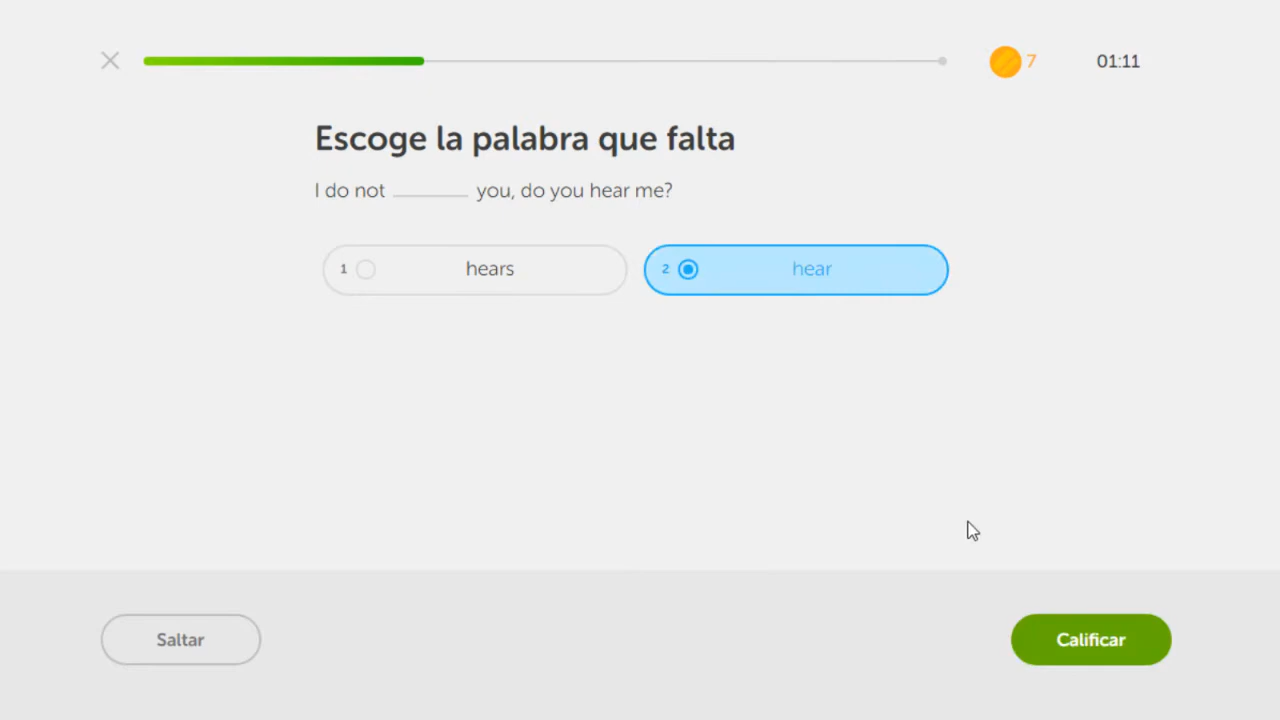 7
01:11
Escoge la palabra que falta
I do not ______ you, do you hear me?
1 hears
2 hear
Saltar
Calificar